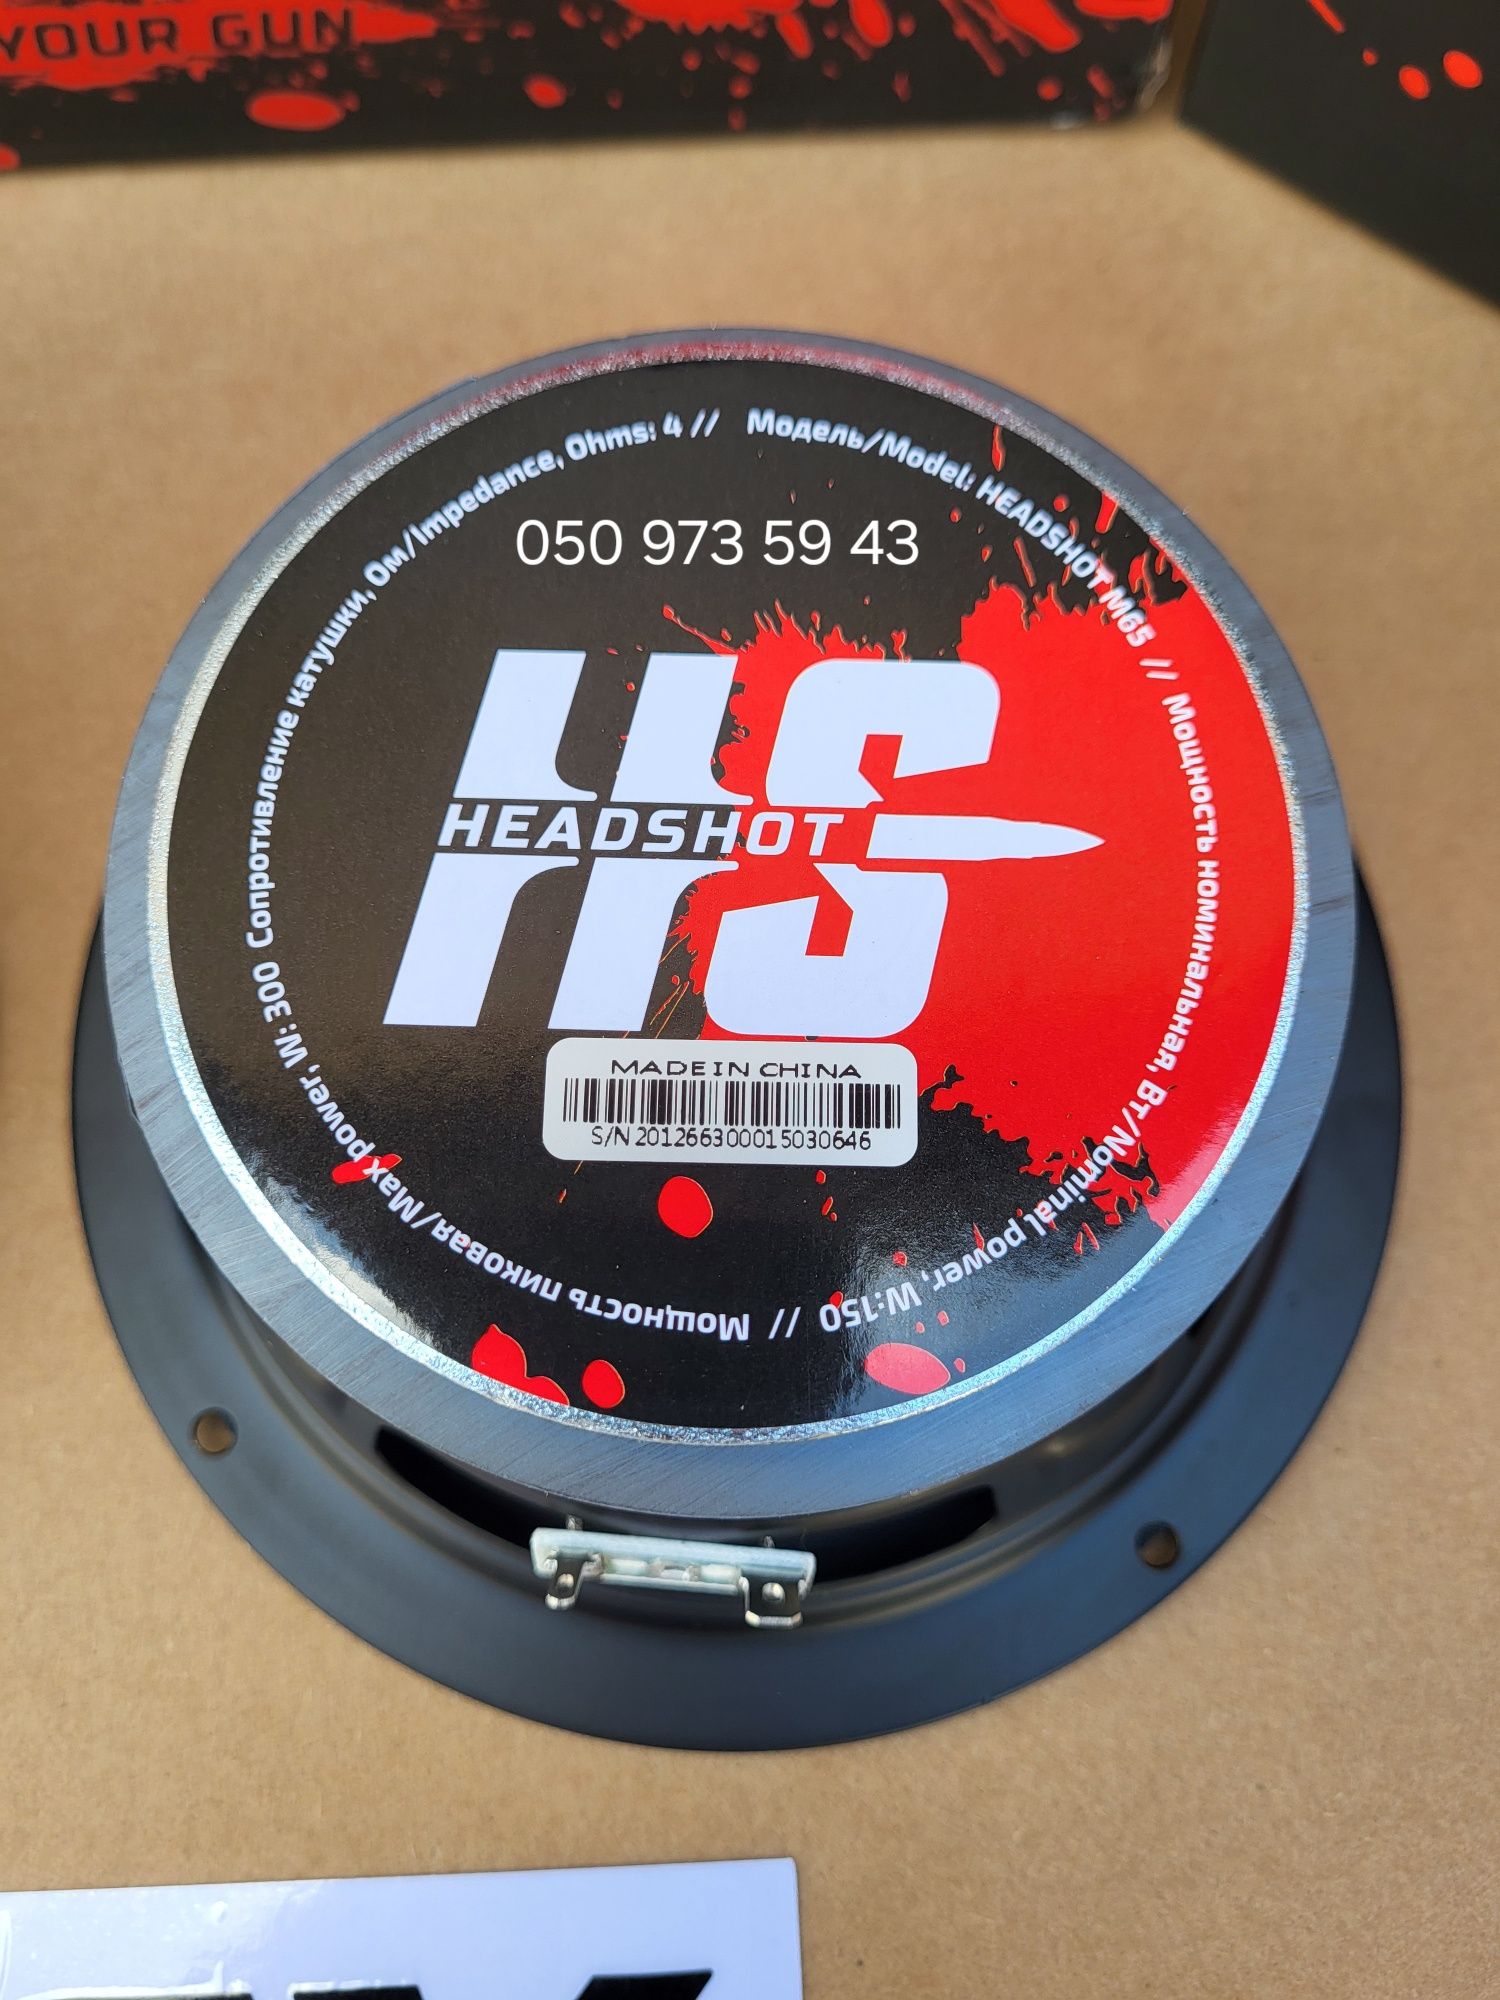 YOUR GUN
Модель/Model: HEADSHOT M65 // Мощность номинальная, Вт/Nominal power, W:150 // Мощность пиковая/Max power, W: 300 Сопротивление катушки, Ом/Impedance, Ohms: 4 //
050 973 59 43
HS
HEADSHOT
MADE IN CHINA
S/N 201266300015030646